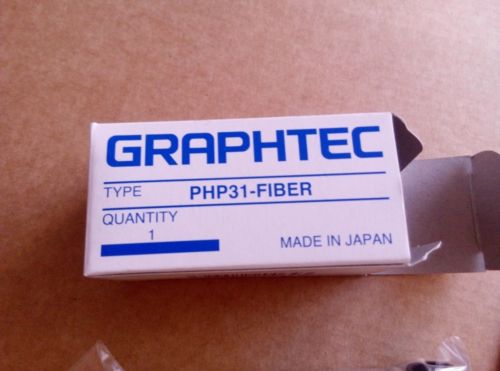 GRAPHTEC
TYPE PHP31-FIBER
QUANTITY
1
MADE IN JAPAN